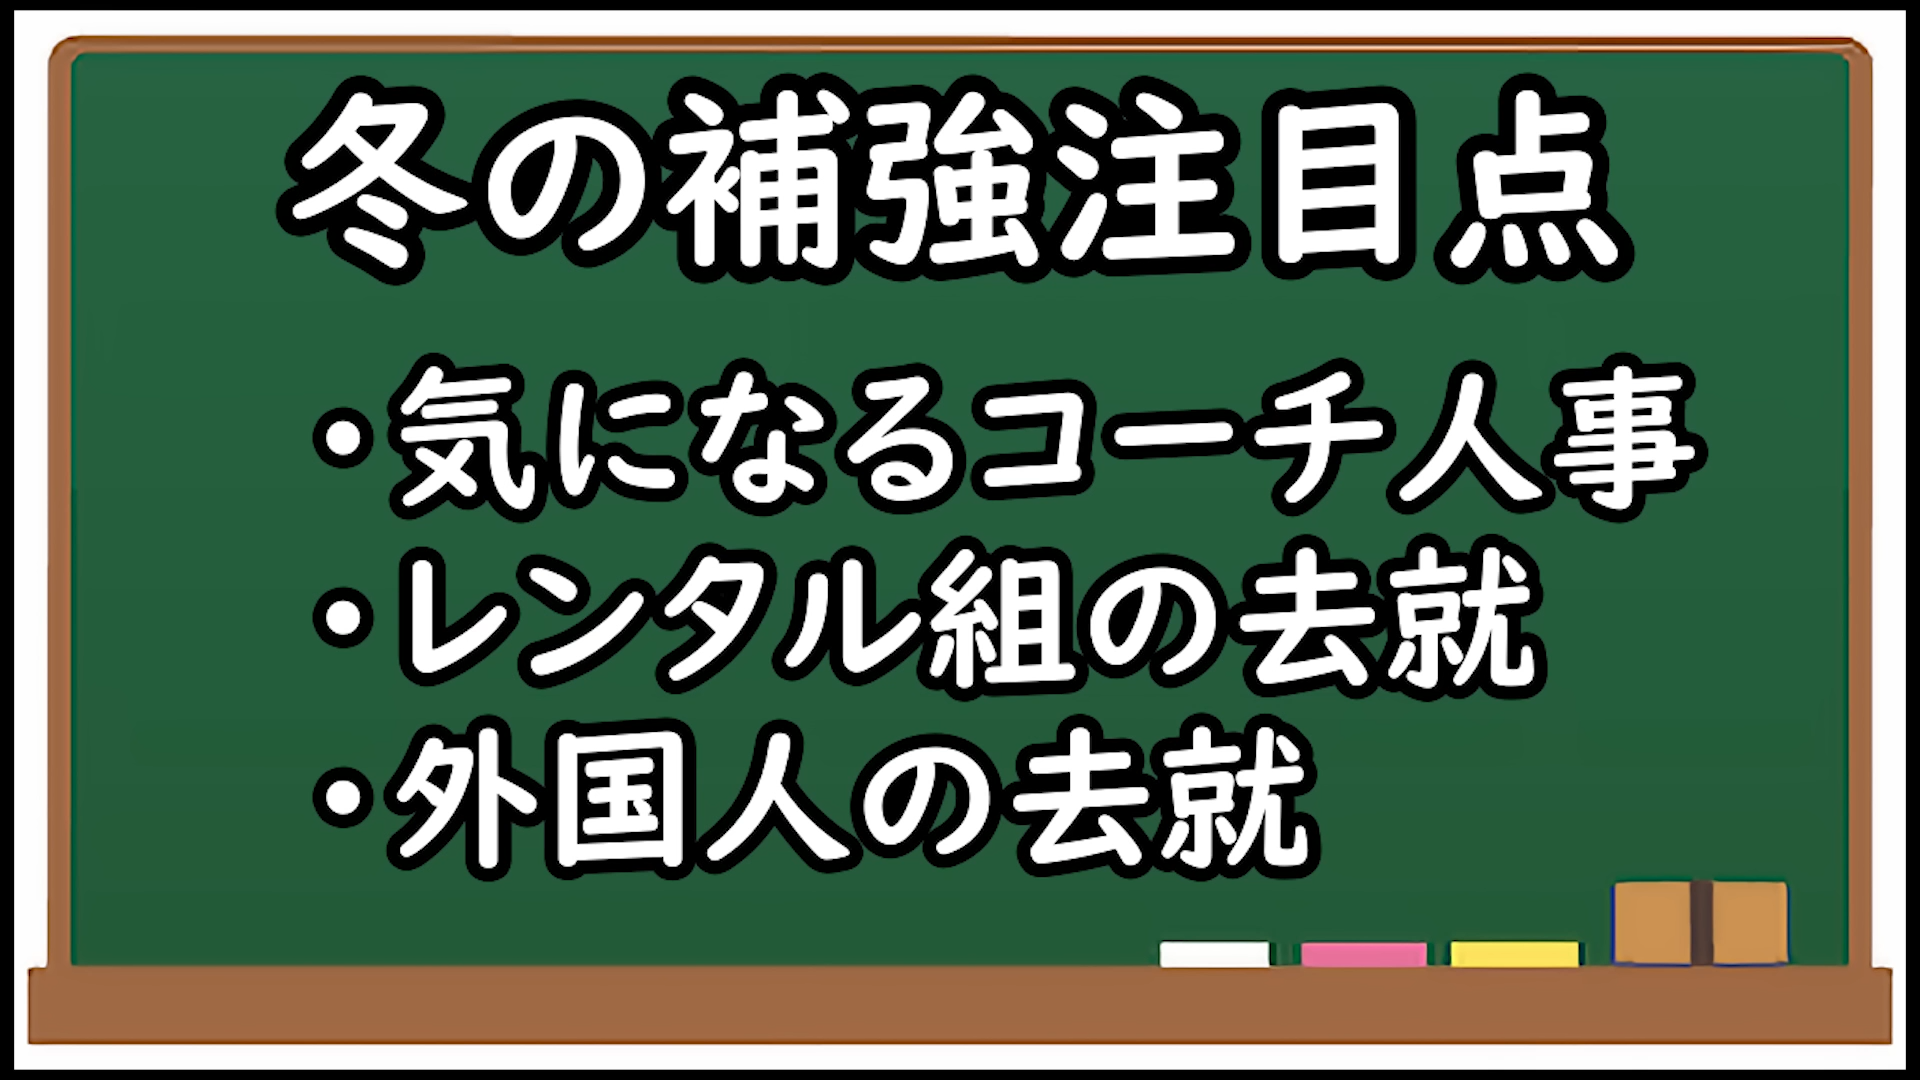 冬の補強注目点
・気になるコーチ人事
・レンタル組の去就
・外国人の去就